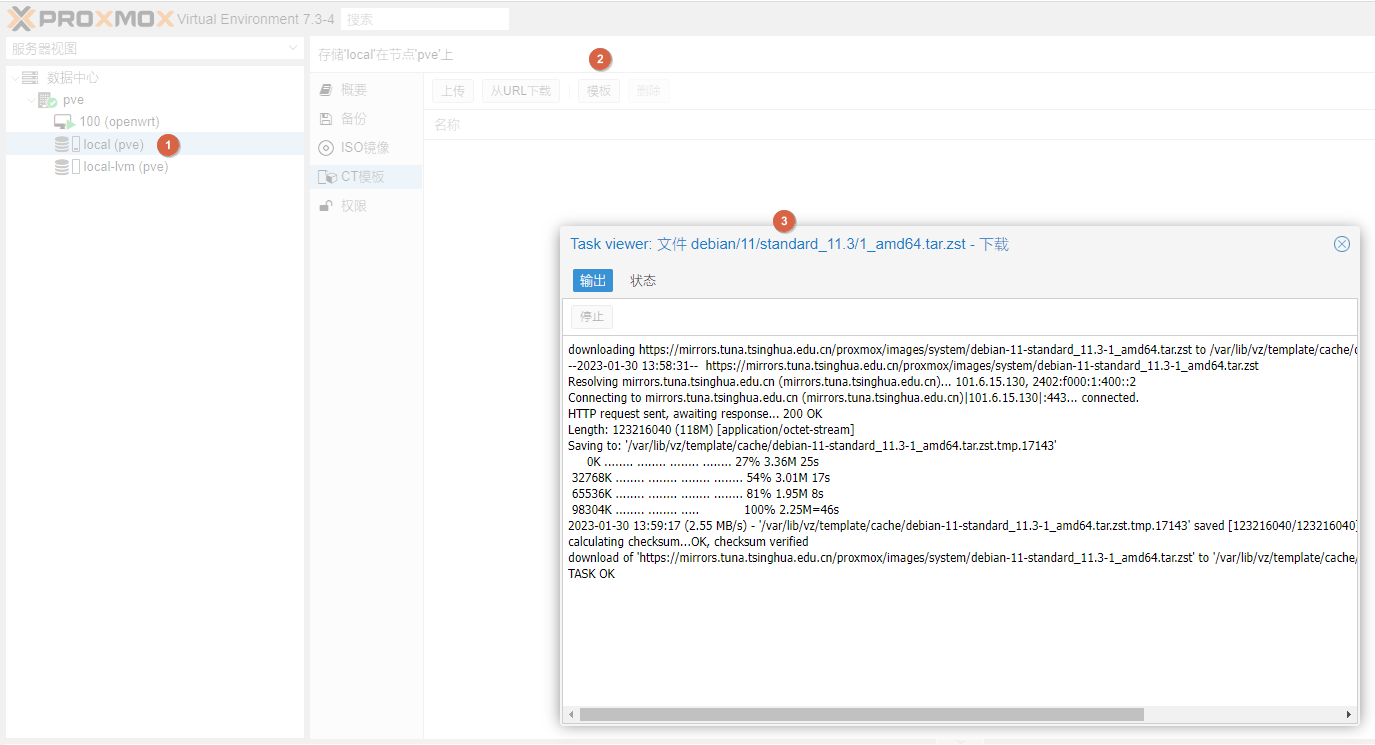 PROXMOX Virtual Environment 7.3-4 搜索
服务器视图
数据中心
pve
100 (openwrt)
local (pve) 1
local-lvm (pve)
存储'local'在节点'pve'上
2
概要
备份
ISO镜像
CT模板
权限
上传 从URL下载 模板 删除
名称
3
Task viewer: 文件 debian/11/standard_11.3/1_amd64.tar.zst - 下载
输出 状态
停止
downloading https://mirrors.tuna.tsinghua.edu.cn/proxmox/images/system/debian-11-standard_11.3-1_amd64.tar.zst to /var/lib/vz/template/cache/
--2023-01-30 13:58:31-- https://mirrors.tuna.tsinghua.edu.cn/proxmox/images/system/debian-11-standard_11.3-1_amd64.tar.zst
Resolving mirrors.tuna.tsinghua.edu.cn (mirrors.tuna.tsinghua.edu.cn)... 101.6.15.130, 2402:f000:1:400::2
Connecting to mirrors.tuna.tsinghua.edu.cn (mirrors.tuna.tsinghua.edu.cn)|101.6.15.130|:443... connected.
HTTP request sent, awaiting response... 200 OK
Length: 123216040 (118M) [application/octet-stream]
Saving to: '/var/lib/vz/template/cache/debian-11-standard_11.3-1_amd64.tar.zst.tmp.17143'
0K ........ ........ ........ ........ 27% 3.36M 25s
32768K ........ ........ ........ ........ 54% 3.01M 17s
65536K ........ ........ ........ ........ 81% 1.95M 8s
98304K ........ ........ ..... 100% 2.25M=46s
2023-01-30 13:59:17 (2.55 MB/s) - '/var/lib/vz/template/cache/debian-11-standard_11.3-1_amd64.tar.zst.tmp.17143' saved [123216040/123216040]
calculating checksum...OK, checksum verified
download of 'https://mirrors.tuna.tsinghua.edu.cn/proxmox/images/system/debian-11-standard_11.3-1_amd64.tar.zst' to '/var/lib/vz/template/cache/
TASK OK